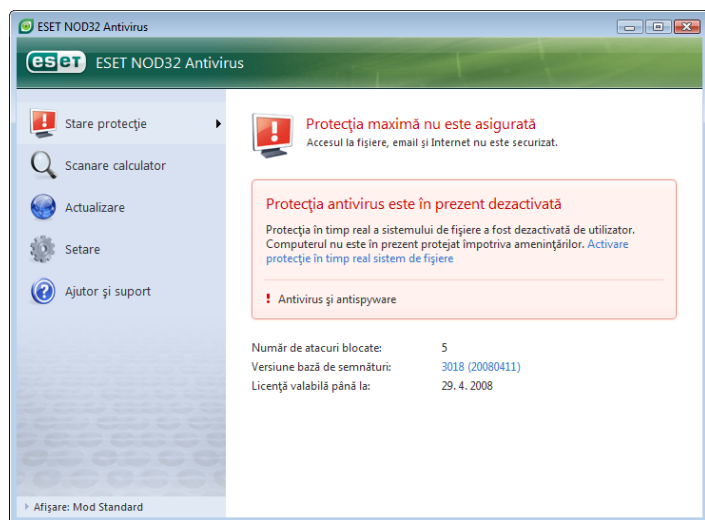 ESET NOD32 Antivirus
eseT ESET NOD32 Antivirus
Stare protecţie
Scanare calculator
Actualizare
Setare
Ajutor şi suport
Afişare: Mod Standard
Protecţia maximă nu este asigurată
Accesul la fişiere, email şi Internet nu este securizat.
Protecţia antivirus este în prezent dezactivată
Protecţia în timp real a sistemului de fişiere a fost dezactivată de utilizator.
Computerul nu este în prezent protejat împotriva ameninţărilor. Activare
protecţie în timp real sistem de fişiere
! Antivirus şi antispyware
Număr de atacuri blocate: 5
Versiune bază de semnături: 3018 (20080411)
Licenţă valabilă până la: 29. 4. 2008